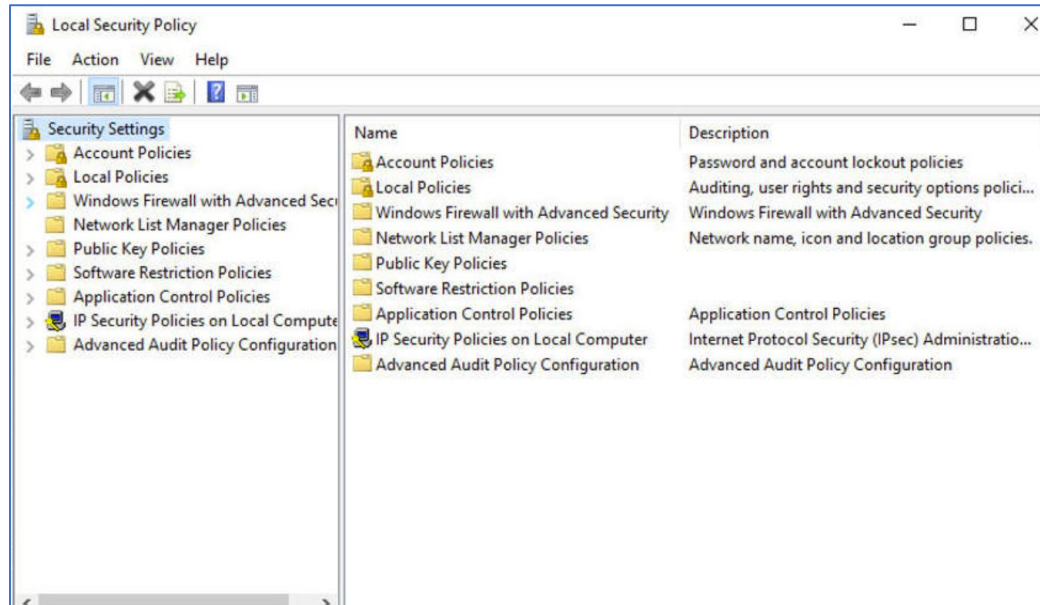 Local Security Policy
File Action View Help
Security Settings
Account Policies
Local Policies
Windows Firewall with Advanced Secu
Network List Manager Policies
Public Key Policies
Software Restriction Policies
Application Control Policies
IP Security Policies on Local Compute
Advanced Audit Policy Configuration
Name Description
Account Policies Password and account lockout policies
Local Policies Auditing, user rights and security options polici...
Windows Firewall with Advanced Security Windows Firewall with Advanced Security
Network List Manager Policies Network name, icon and location group policies.
Public Key Policies
Software Restriction Policies
Application Control Policies Application Control Policies
IP Security Policies on Local Computer Internet Protocol Security (IPsec) Administratio...
Advanced Audit Policy Configuration Advanced Audit Policy Configuration